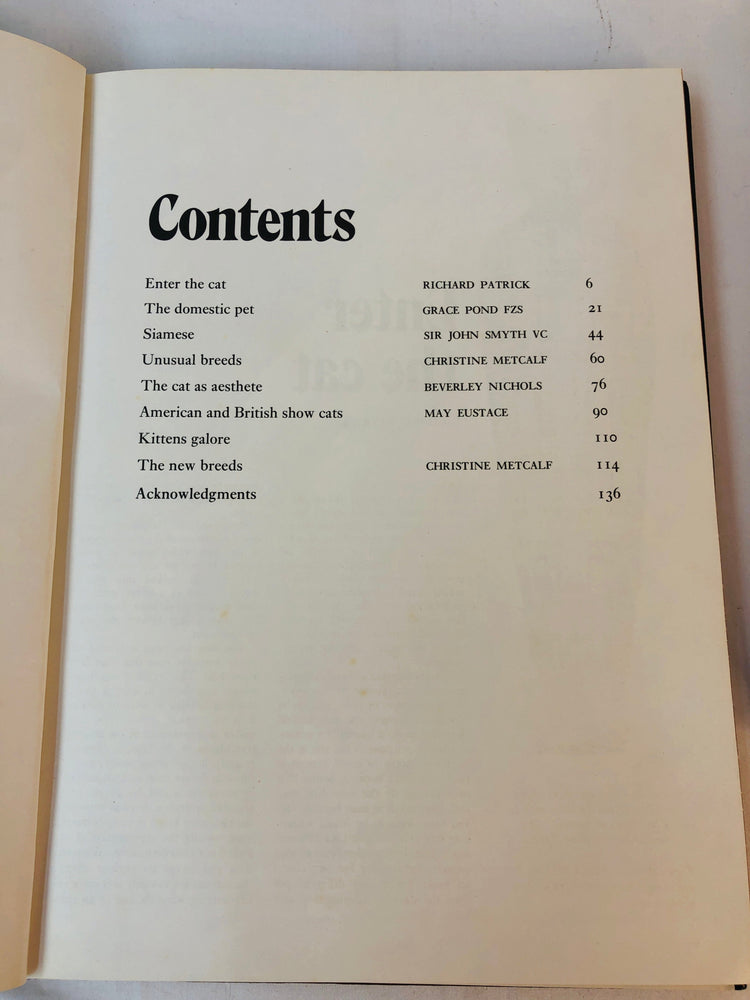 Contents
Enter the cat RICHARD PATRICK 6
The domestic pet GRACE POND FZS 21
Siamese SIR JOHN SMYTH VC 44
Unusual breeds CHRISTINE METCALF 60
The cat as aesthete BEVERLEY NICHOLS 76
American and British show cats MAY EUSTACE 90
Kittens galore 110
The new breeds CHRISTINE METCALF 114
Acknowledgments 136